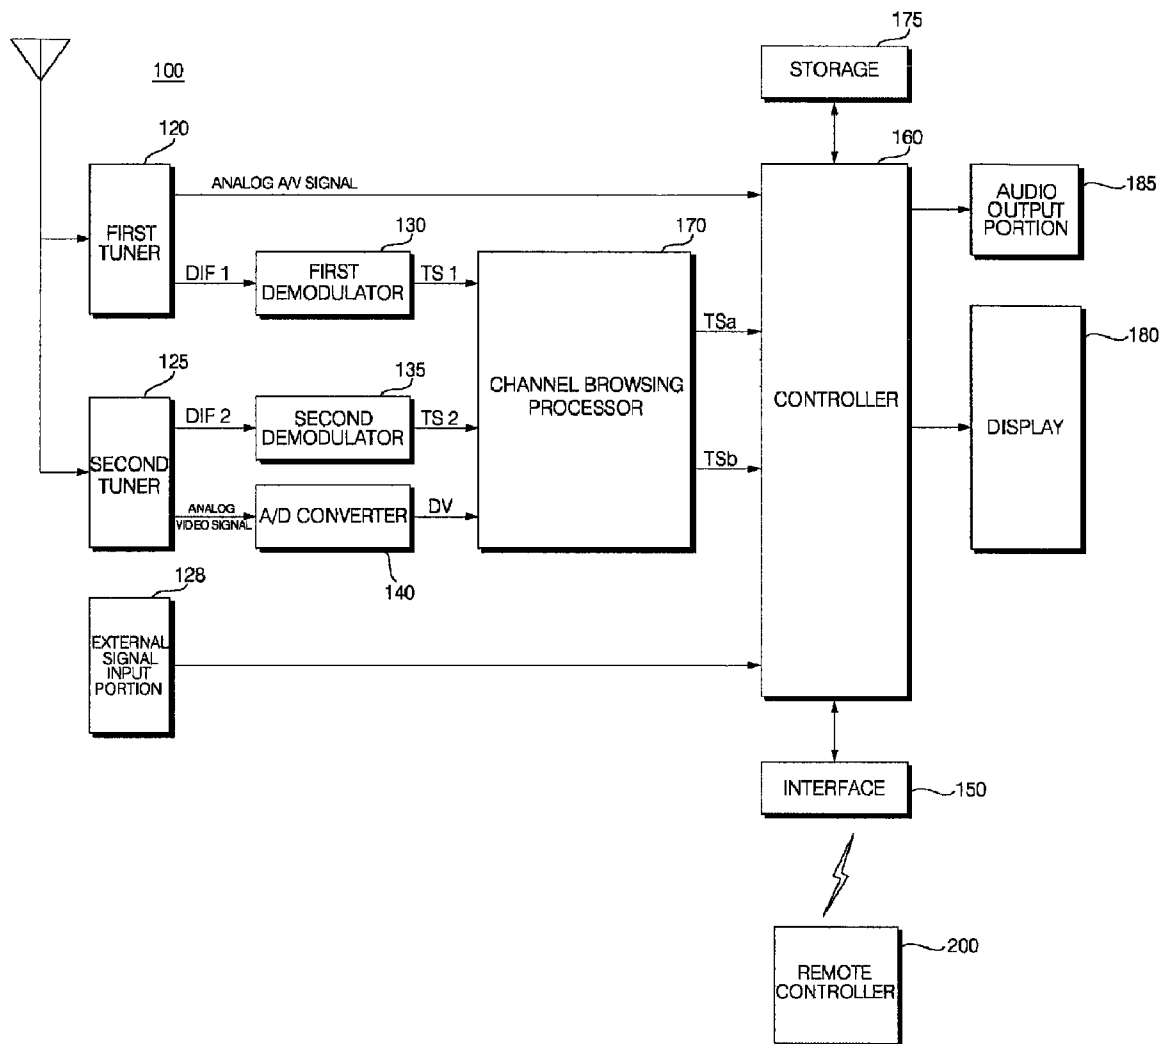 175
STORAGE
100
120
160
ANALOG A/V SIGNAL
FIRST
TUNER
AUDIO
OUTPUT
PORTION
185
130
170
DIF 1
FIRST
DEMODULATOR
TS 1
TSa
180
125
135
CHANNEL BROWSING
PROCESSOR
CONTROLLER
DIF 2
SECOND
DEMODULATOR
TS 2
DISPLAY
SECOND
TUNER
TSb
ANALOG
VIDEO SIGNAL
A/D CONVERTER
DV
128
140
EXTERNAL
SIGNAL
INPUT
PORTION
INTERFACE
150
200
REMOTE
CONTROLLER